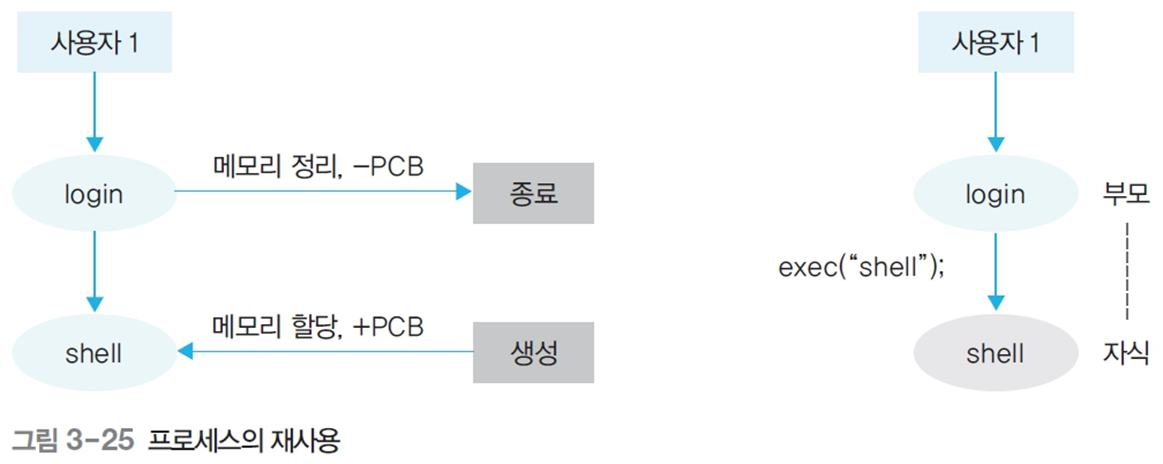 사용자 1
login
메모리 정리, -PCB
종료
shell
메모리 할당, +PCB
생성
사용자 1
login
부모
exec(“shell”);
shell
자식
그림 3-25 프로세스의 재사용